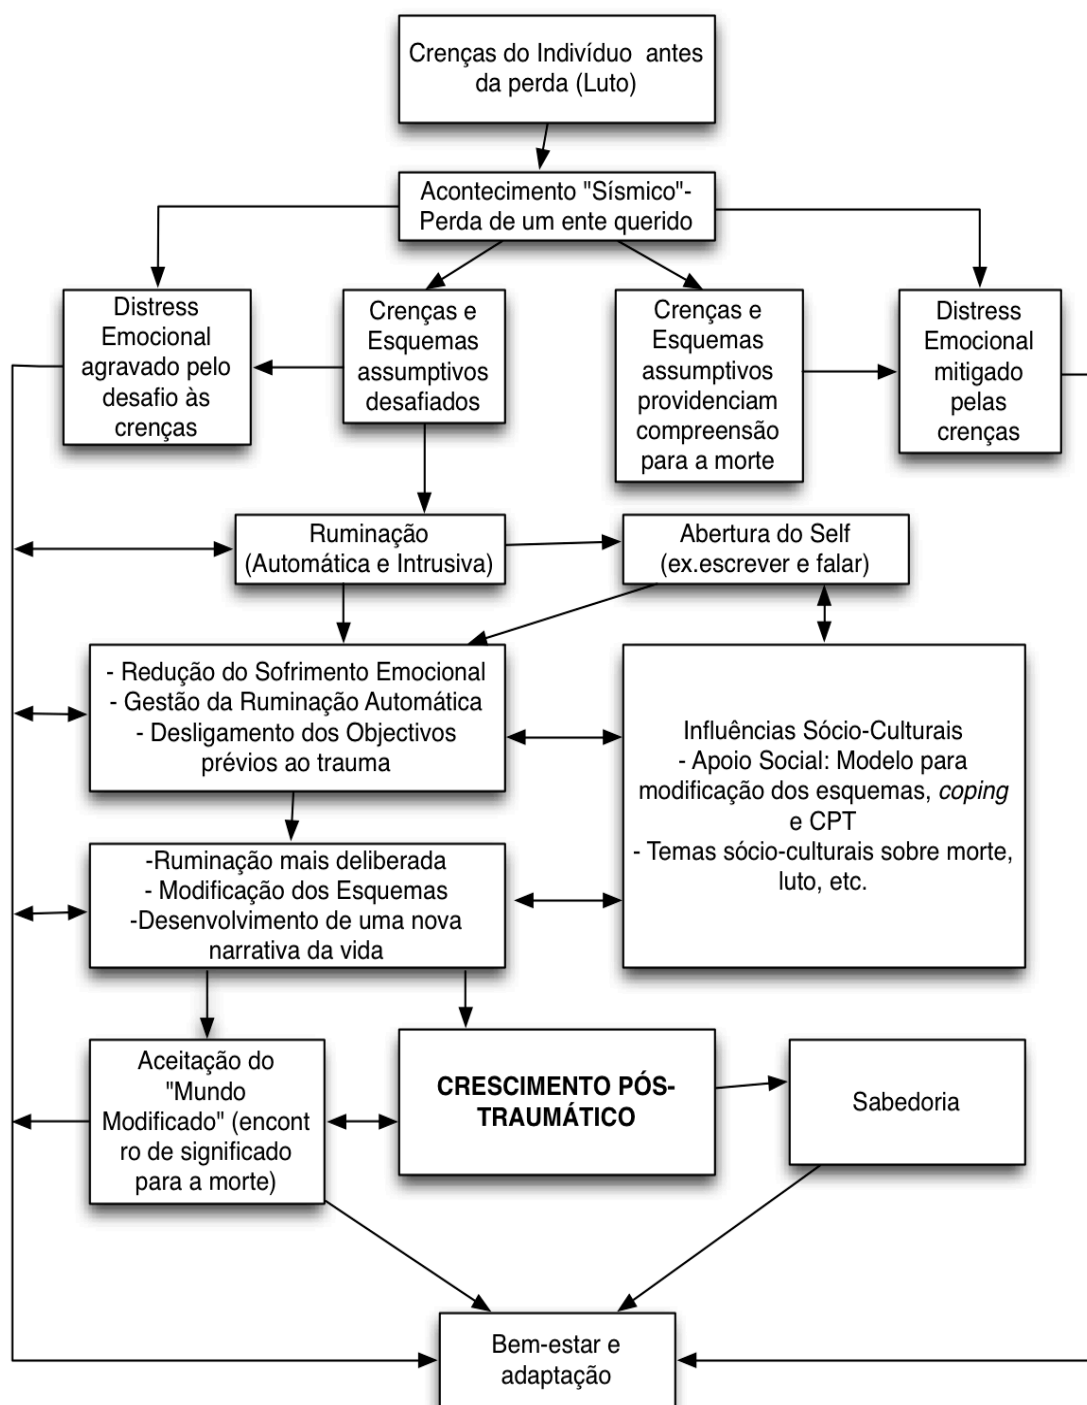 Crenças do Indivíduo antes
da perda (Luto)
Acontecimento "Sísmico"-
Perda de um ente querido
Distress
Emocional
agravado pelo
desafio às
crenças
Crenças e
Esquemas
assumptivos
desafiados
Crenças e
Esquemas
assumptivos
providenciam
compreensão
para a morte
Distress
Emocional
mitigado
pelas
crenças
Ruminação
(Automática e Intrusiva)
Abertura do Self
(ex.escrever e falar)
- Redução do Sofrimento Emocional
- Gestão da Ruminação Automática
- Desligamento dos Objectivos
prévios ao trauma
Influências Sócio-Culturais
- Apoio Social: Modelo para
modificação dos esquemas, coping
e CPT
- Temas sócio-culturais sobre morte,
luto, etc.
-Ruminação mais deliberada
- Modificação dos Esquemas
-Desenvolvimento de uma nova
narrativa da vida
Aceitação do
"Mundo
Modificado" (encont
ro de significado
para a morte)
CRESCIMENTO PÓS-
TRAUMÁTICO
Sabedoria
Bem-estar e
adaptação